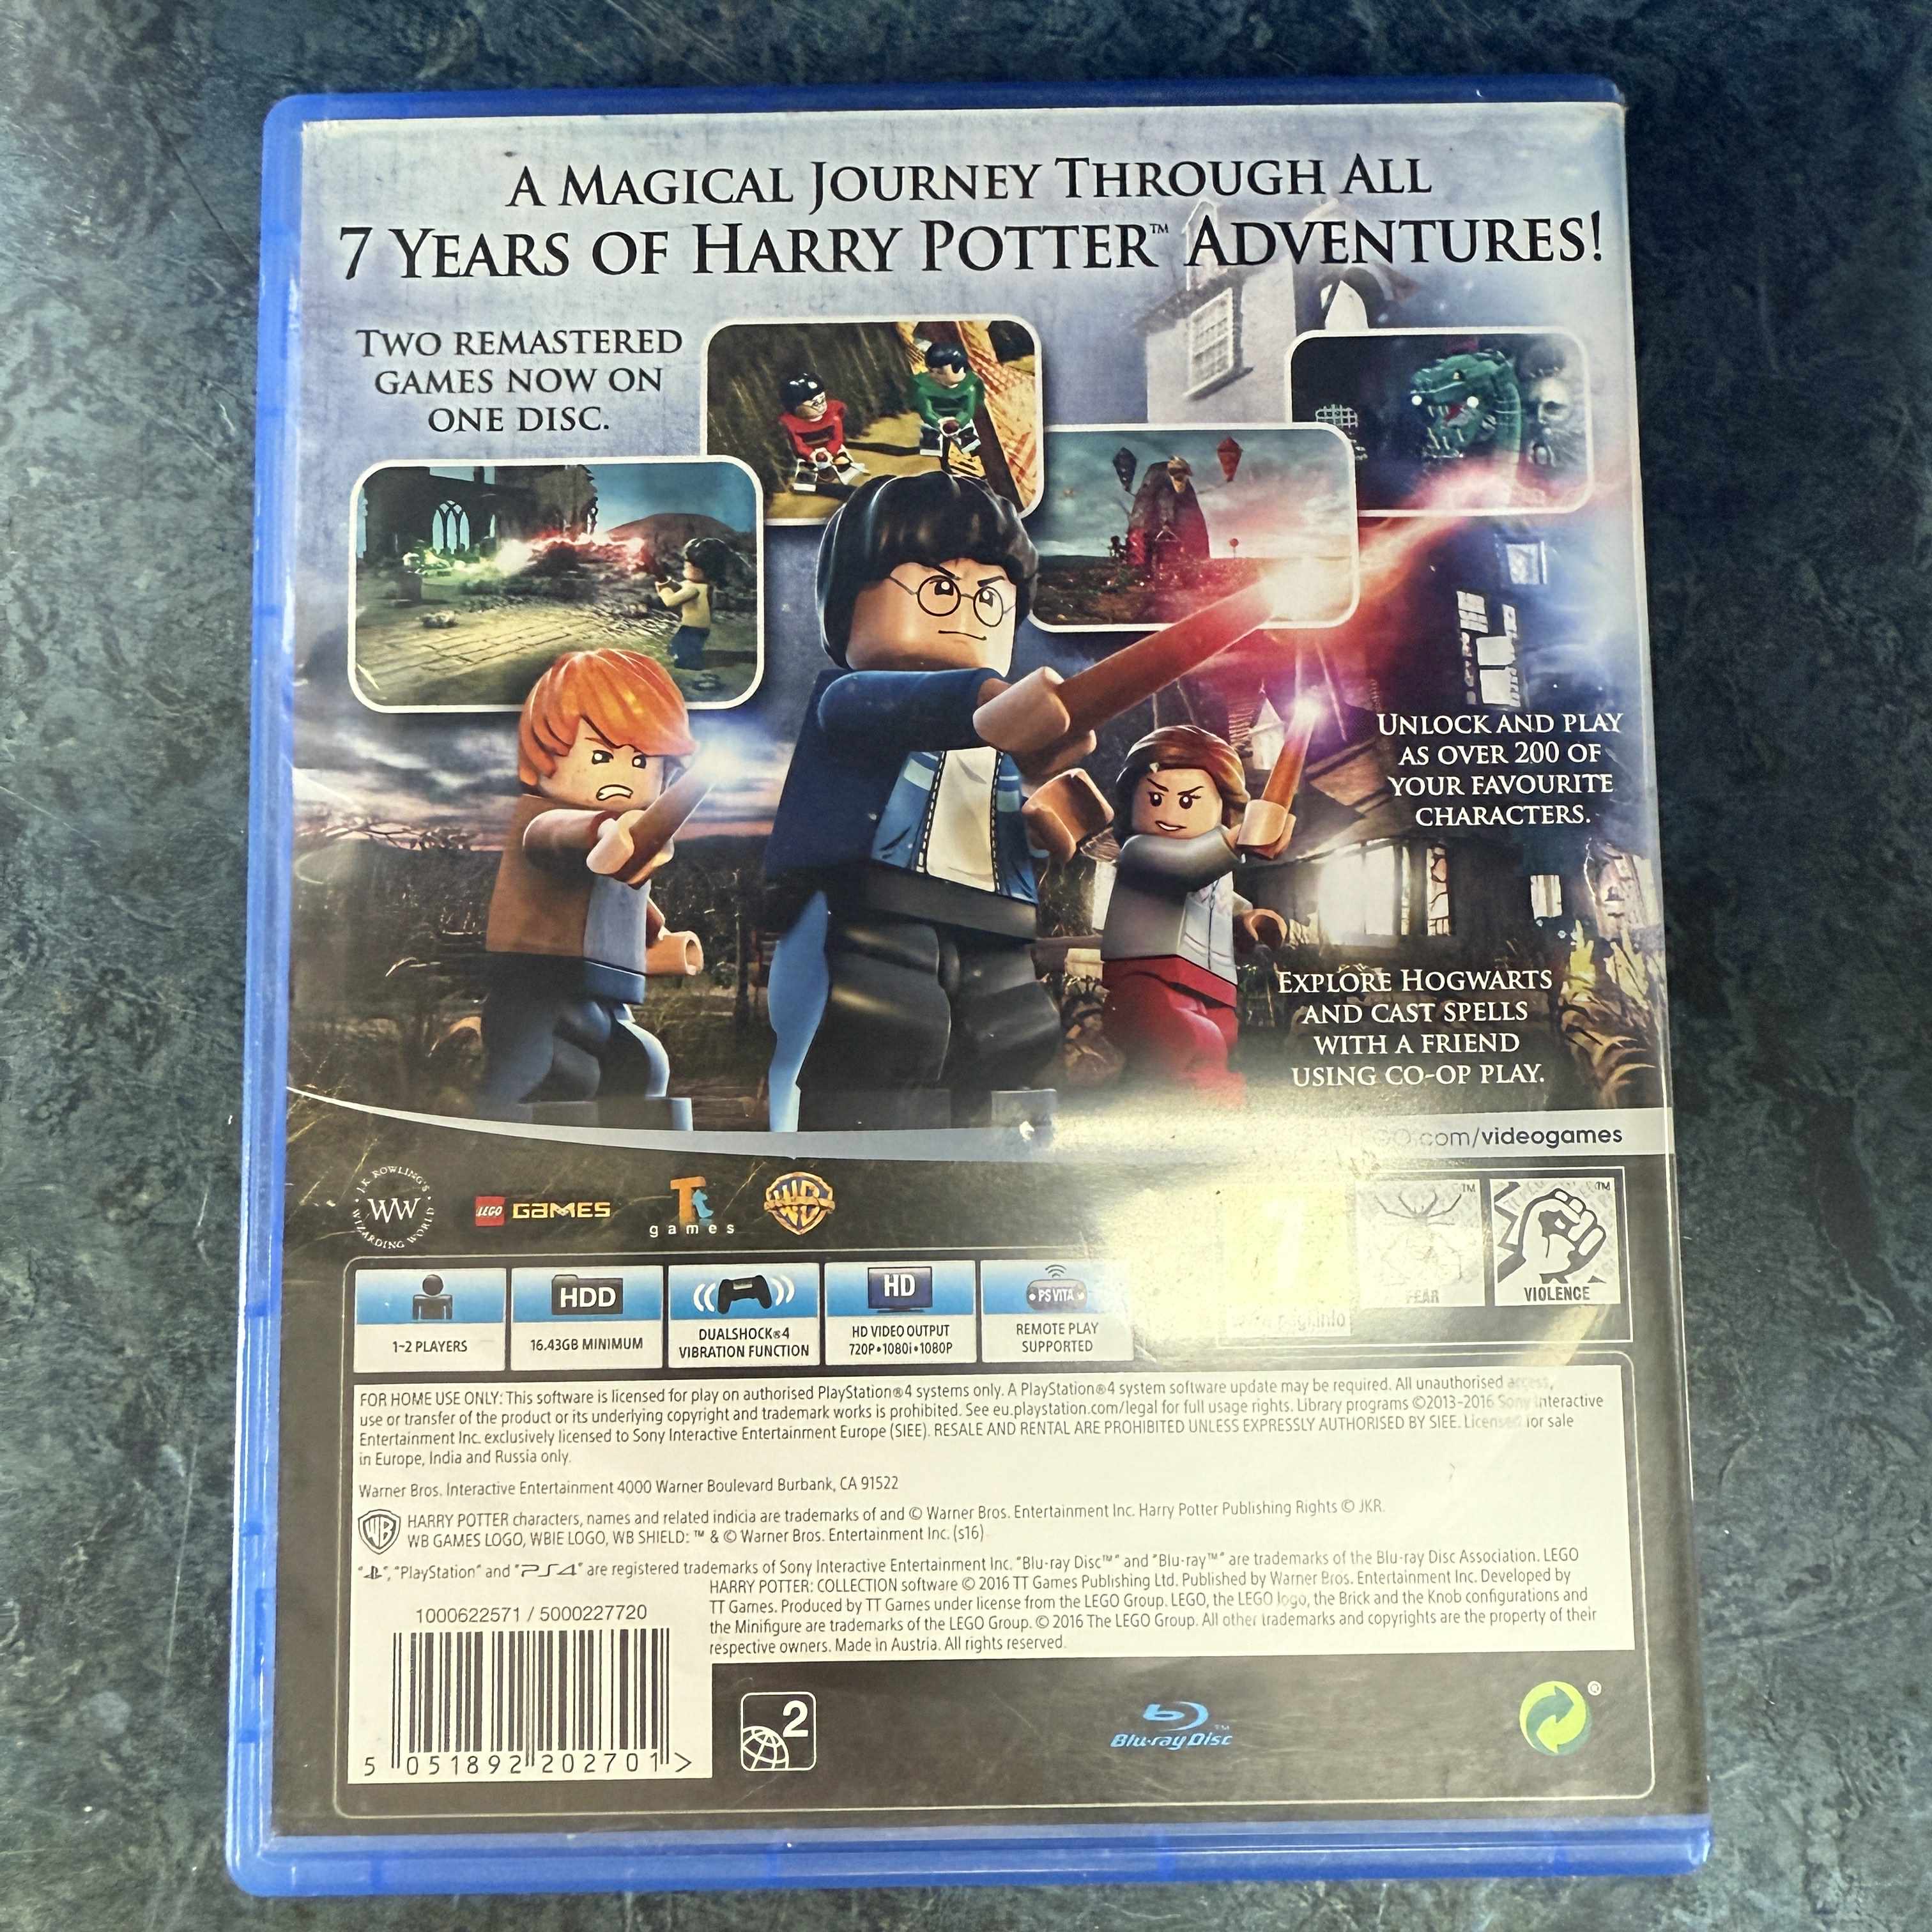 A MAGICAL JOURNEY THROUGH ALL
7 YEARS OF HARRY POTTER™ ADVENTURES!
TWO REMASTERED
GAMES NOW ON
ONE DISC.
UNLOCK AND PLAY
AS OVER 200 OF
YOUR FAVOURITE
CHARACTERS.
EXPLORE HOGWARTS
AND CAST SPELLS
WITH A FRIEND
USING CO-OP PLAY.
GO.com/videogames
J.K. ROWLING'S
WW
WIZARDING WORLD
LEGO GAMES
Tt
games
WB
7
www.pegi.info
TM
FEAR
TM
VIOLENCE
1-2 PLAYERS
HDD
16.43GB MINIMUM
DUALSHOCK®4
VIBRATION FUNCTION
HD
HD VIDEO OUTPUT
720P•1080i•1080P
PS VITA
REMOTE PLAY
SUPPORTED
FOR HOME USE ONLY: This software is licensed for play on authorised PlayStation®4 systems only. A PlayStation®4 system software update may be required. All unauthorised access,
use or transfer of the product or its underlying copyright and trademark works is prohibited. See eu.playstation.com/legal for full usage rights. Library programs ©2013-2016 Sony Interactive
Entertainment Inc. exclusively licensed to Sony Interactive Entertainment Europe (SIEE). RESALE AND RENTAL ARE PROHIBITED UNLESS EXPRESSLY AUTHORISED BY SIEE. Licensed for sale
in Europe, India and Russia only.
Warner Bros. Interactive Entertainment 4000 Warner Boulevard Burbank, CA 91522
WB
HARRY POTTER characters, names and related indicia are trademarks of and © Warner Bros. Entertainment Inc. Harry Potter Publishing Rights © JKR.
WB GAMES LOGO, WBIE LOGO, WB SHIELD: ™ & © Warner Bros. Entertainment Inc. (s16)
"PlayStation" and "PS4" are registered trademarks of Sony Interactive Entertainment Inc. "Blu-ray Disc™" and "Blu-ray™" are trademarks of the Blu-ray Disc Association. LEGO
HARRY POTTER: COLLECTION software © 2016 TT Games Publishing Ltd. Published by Warner Bros. Entertainment Inc. Developed by
TT Games. Produced by TT Games under license from the LEGO Group. LEGO, the LEGO logo, the Brick and the Knob configurations and
the Minifigure are trademarks of the LEGO Group. © 2016 The LEGO Group. All other trademarks and copyrights are the property of their
respective owners. Made in Austria. All rights reserved.
1000622571 / 5000227720
5 051892 202701 >
2
Blu-ray Disc™
®